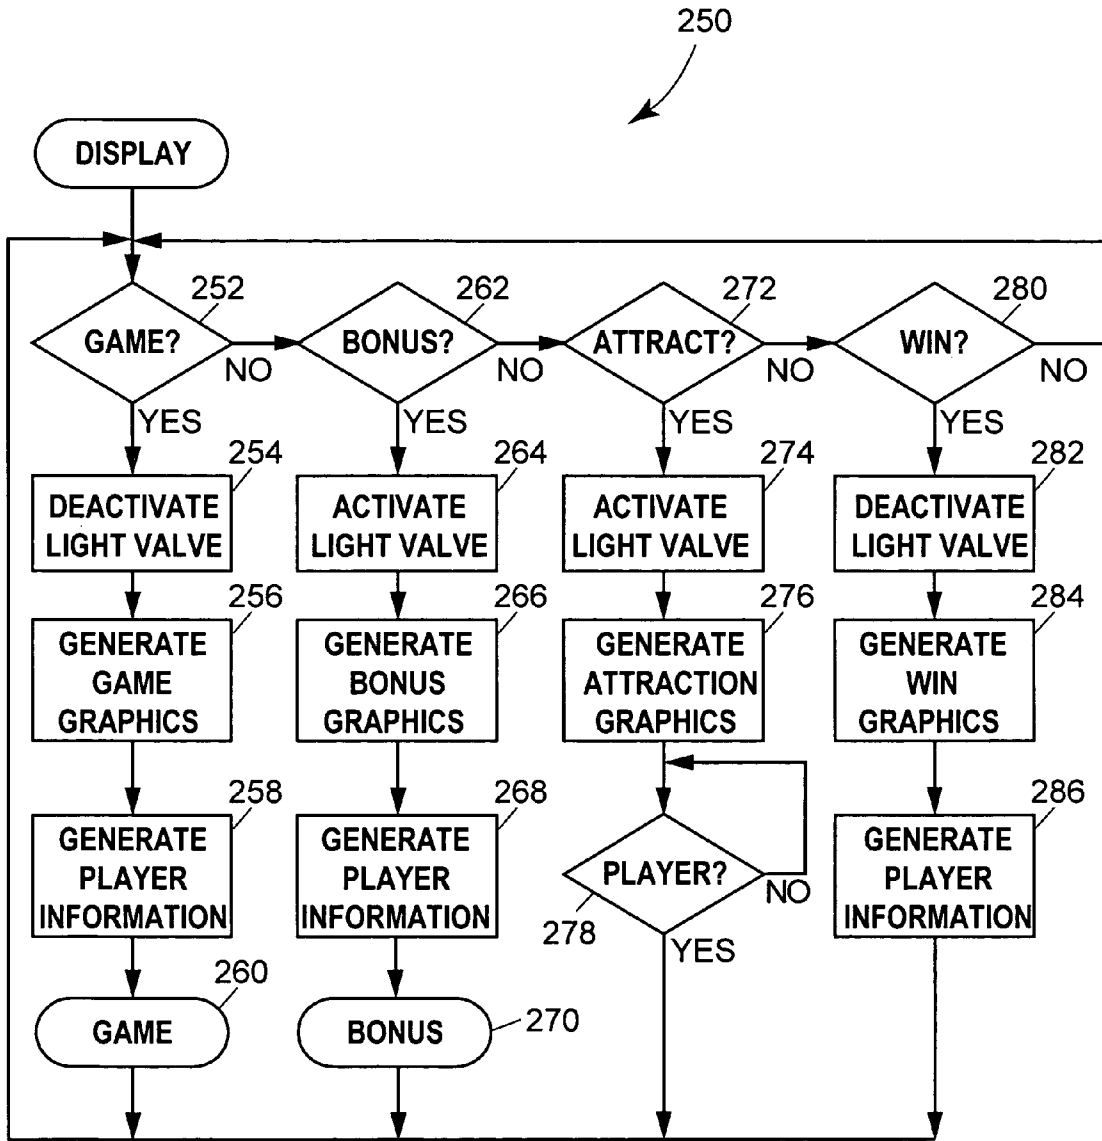 250
DISPLAY
252
262
272
280
GAME?
BONUS?
ATTRACT?
WIN?
NO
NO
NO
NO
YES
YES
YES
YES
254
264
274
282
DEACTIVATE
LIGHT VALVE
ACTIVATE
LIGHT VALVE
ACTIVATE
LIGHT VALVE
DEACTIVATE
LIGHT VALVE
256
266
276
284
GENERATE
GAME
GRAPHICS
GENERATE
BONUS
GRAPHICS
GENERATE
ATTRACTION
GRAPHICS
GENERATE
WIN
GRAPHICS
258
268
286
GENERATE
PLAYER
INFORMATION
GENERATE
PLAYER
INFORMATION
PLAYER?
NO
278
YES
GENERATE
PLAYER
INFORMATION
260
GAME
BONUS
270